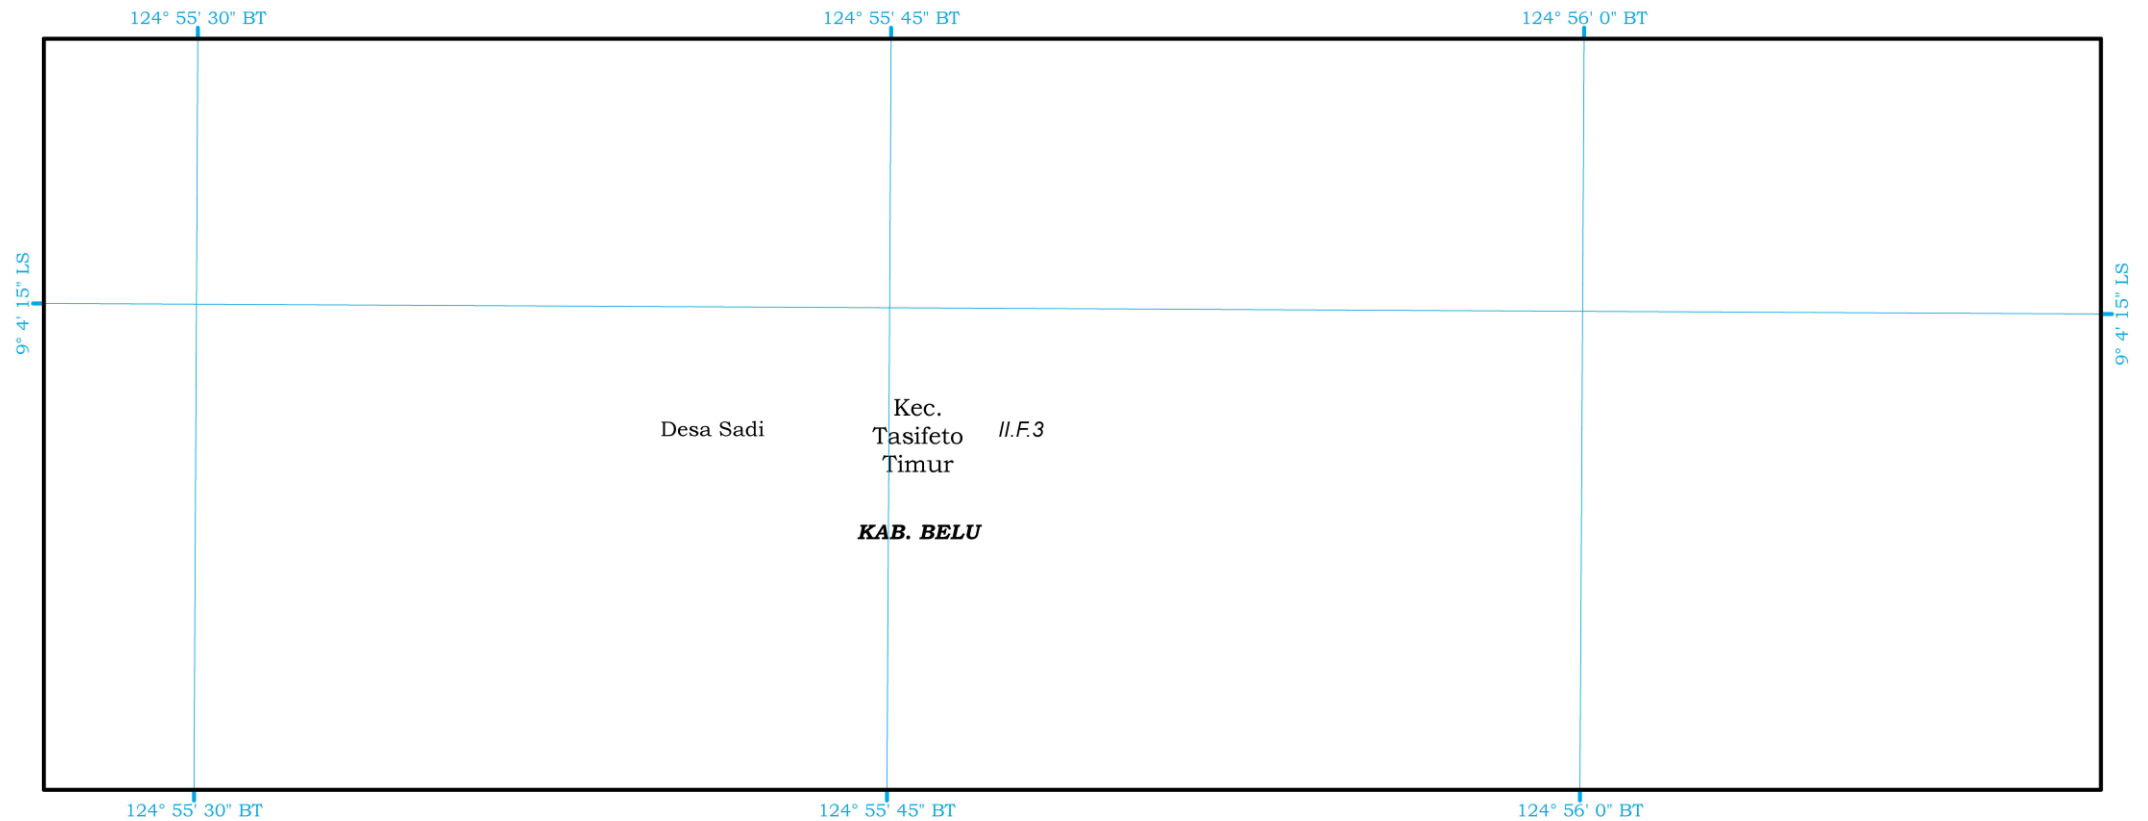 124° 55' 30" BT
124° 55' 45" BT
124° 56' 0" BT
9° 4' 15" LS
9° 4' 15" LS
Desa Sadi
Kec.
Tasifeto
Timur
II.F.3
KAB. BELU
124° 55' 30" BT
124° 55' 45" BT
124° 56' 0" BT